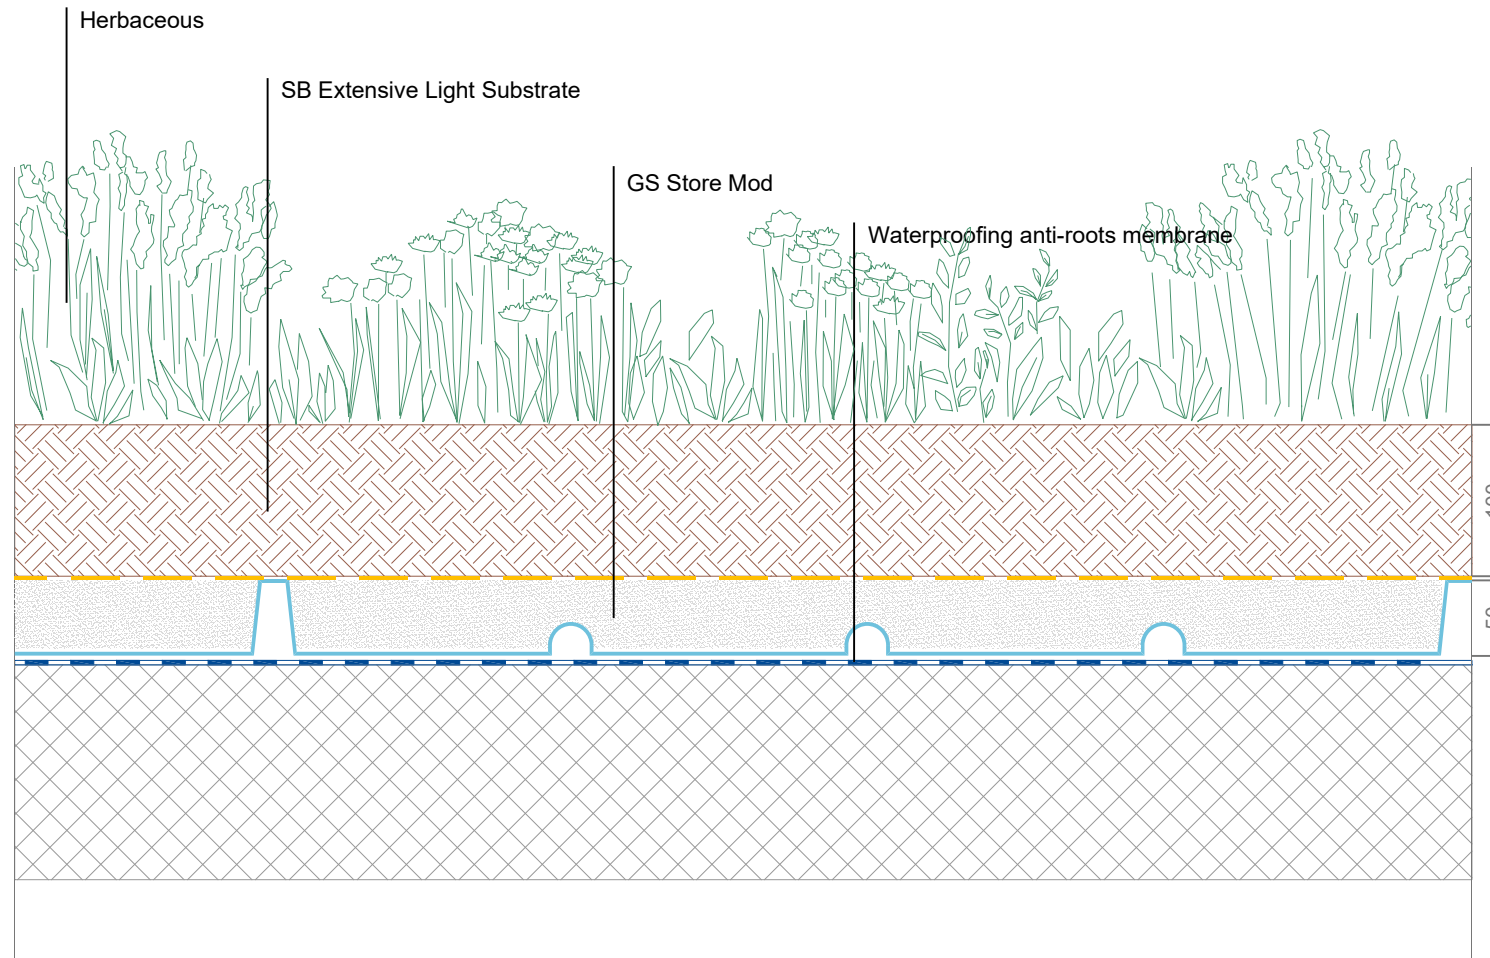 Herbaceous
SB Extensive Light Substrate
GS Store Mod
Waterproofing anti-roots membrane